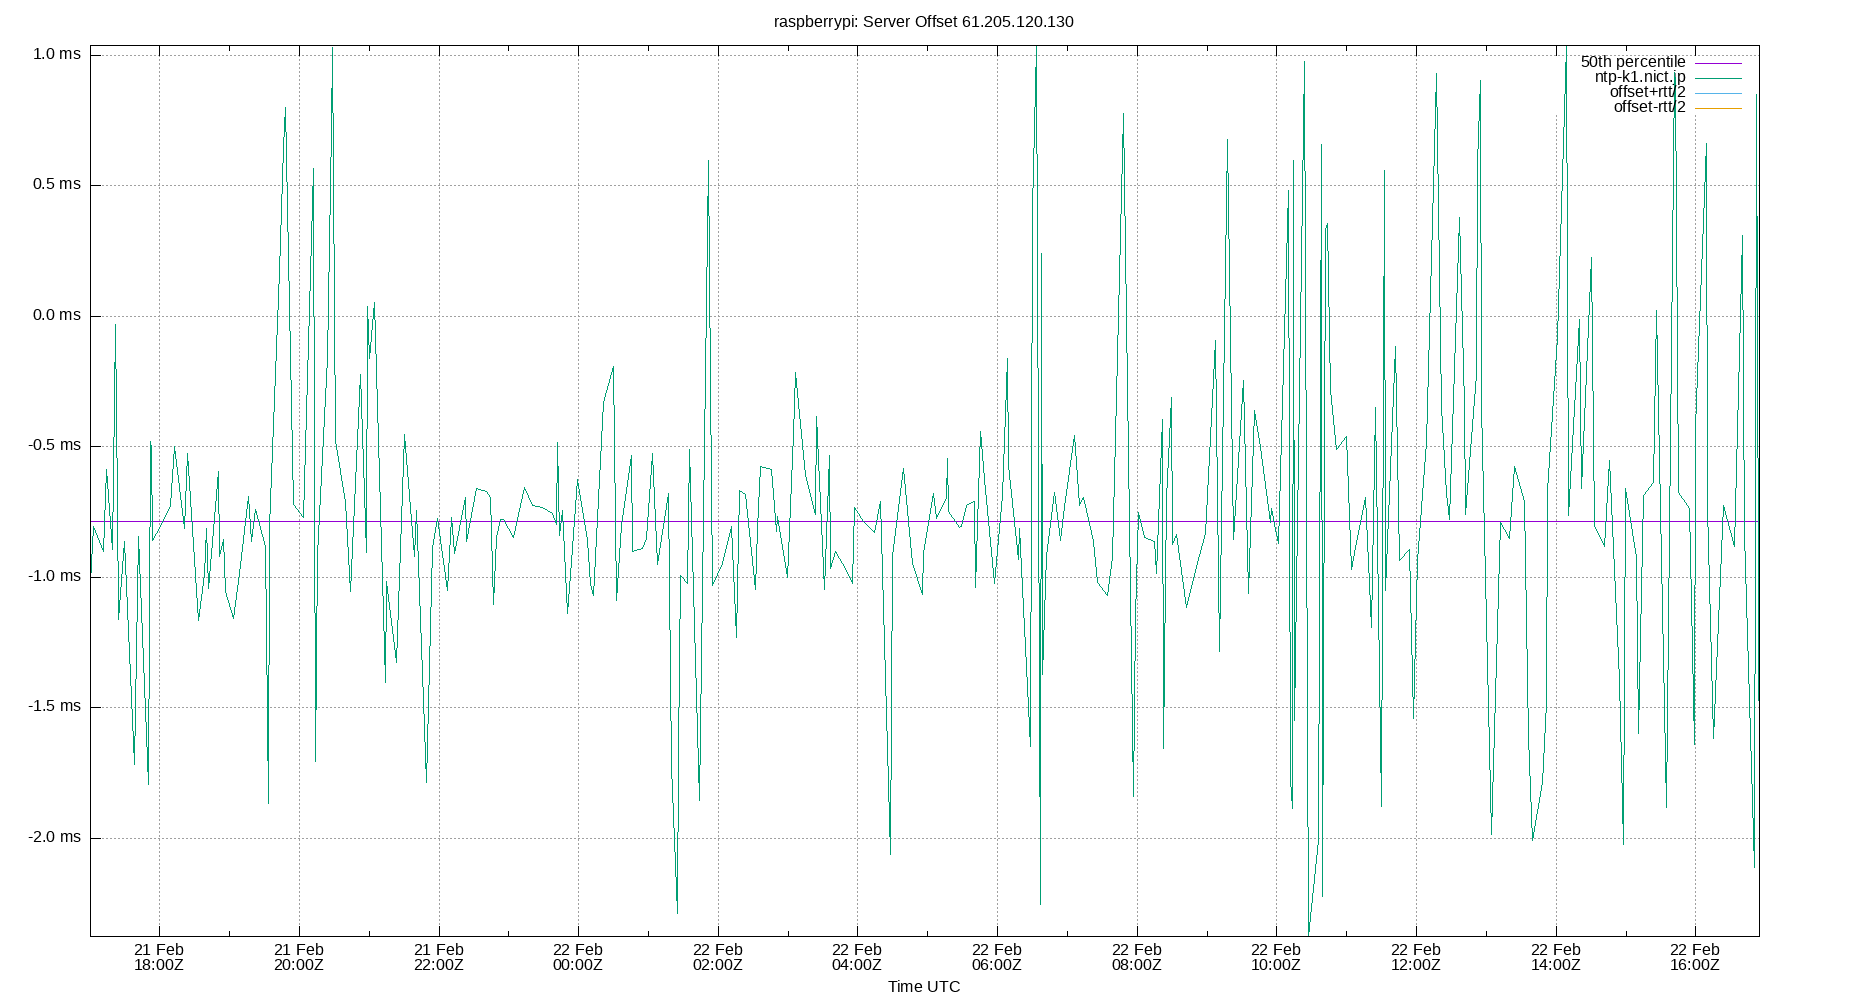 raspberrypi: Server Offset 61.205.120.130
1.0 ms
0.5 ms
0.0 ms
-0.5 ms
-1.0 ms
-1.5 ms
-2.0 ms
50th percentile
ntp-k1.nict.jp
offset+rtt/2
offset-rtt/2
21 Feb 21 Feb 21 Feb 22 Feb 22 Feb 22 Feb 22 Feb 22 Feb 22 Feb 22 Feb 22 Feb 22 Feb
18:00Z 20:00Z 22:00Z 00:00Z 02:00Z 04:00Z 06:00Z 08:00Z 10:00Z 12:00Z 14:00Z 16:00Z
Time UTC